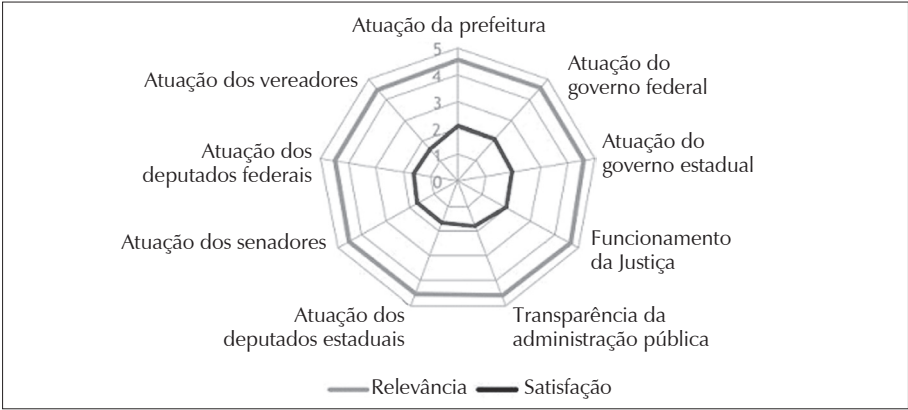 Atuação da prefeitura
5
Atuação do
governo federal
Atuação dos vereadores
4
3
2
Atuação do
governo estadual
Atuação dos
deputados federais
1
0
Funcionamento
da Justiça
Atuação dos senadores
Atuação dos
deputados estaduais
Transparência da
administração pública
Relevância
Satisfação